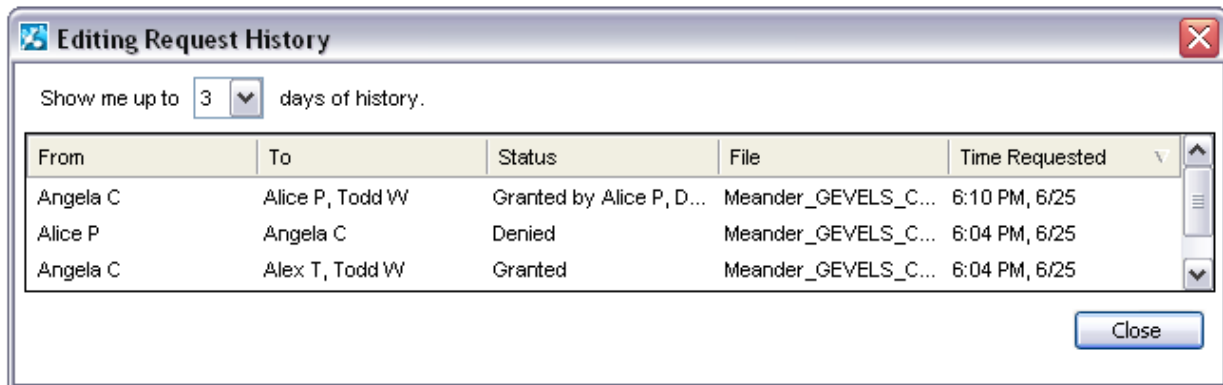 Editing Request History
Show me up to 3 days of history.
From To Status File Time Requested
Angela C Alice P, Todd W Granted by Alice P, D... Meander_GEVELS_C... 6:10 PM, 6/25
Alice P Angela C Denied Meander_GEVELS_C... 6:04 PM, 6/25
Angela C Alex T, Todd W Granted Meander_GEVELS_C... 6:04 PM, 6/25
Close